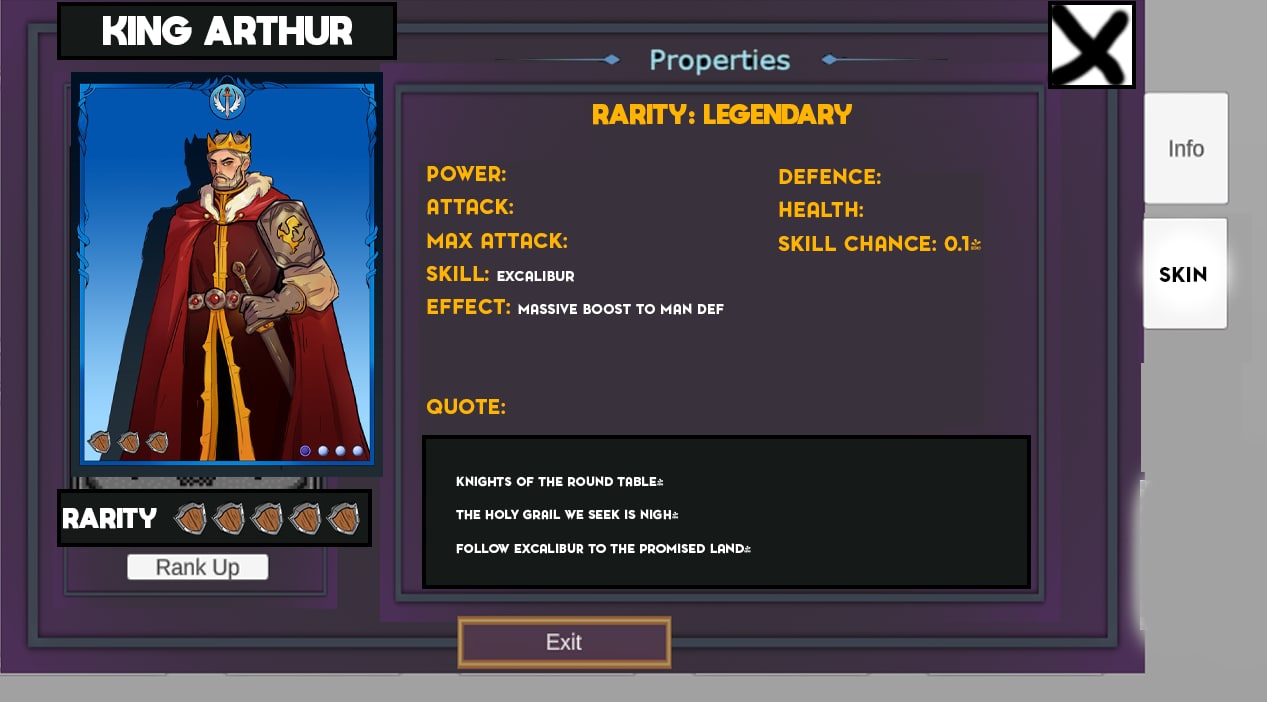 KING ARTHUR
Properties
RARITY: LEGENDARY
POWER:
ATTACK:
MAX ATTACK:
SKILL: EXCALIBUR
EFFECT: MASSIVE BOOST TO MAN DEF
DEFENCE:
HEALTH:
SKILL CHANCE: 0.1
QUOTE:
KNIGHTS OF THE ROUND TABLE
THE HOLY GRAIL WE SEEK IS NIGH
FOLLOW EXCALIBUR TO THE PROMISED LAND
RARITY
Rank Up
Exit
Info
SKIN